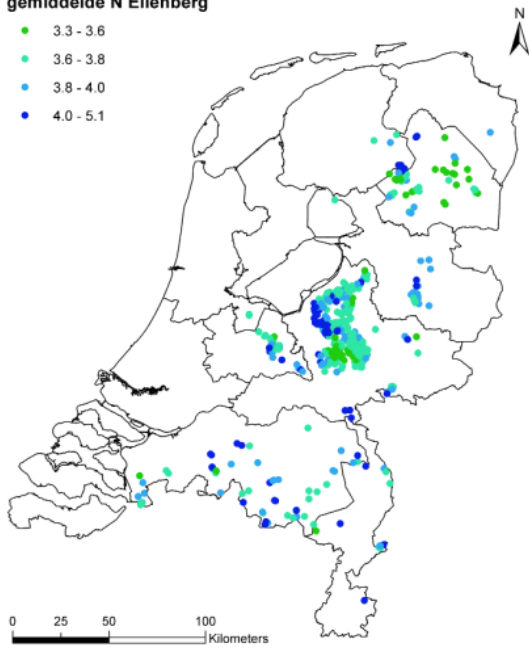 gemiddelde N Ellenberg
3.3 - 3.6
3.6 - 3.8
3.8 - 4.0
4.0 - 5.1
N
0 25 50 100
Kilometers